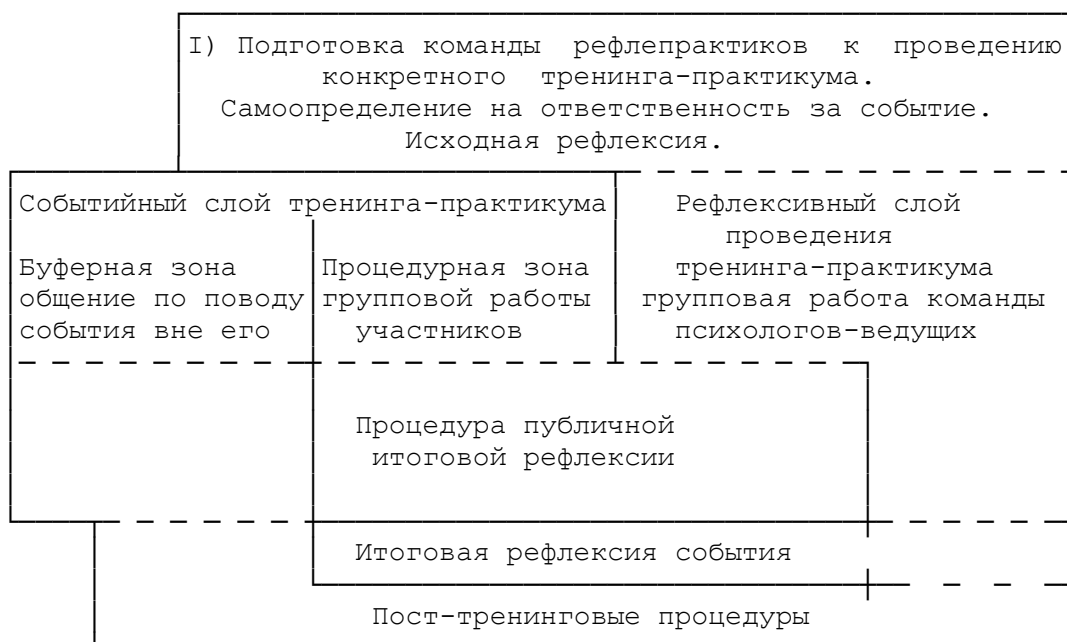 I) Подготовка команды рефлепрактиков к проведению
конкретного тренинга-практикума.
Самоопределение на ответственность за событие.
Исходная рефлексия.
Событийный слой тренинга-практикума
Буферная зона
общение по поводу
события вне его
Процедурная зона
групповой работы
участников
Рефлексивный слой
проведения
тренинга-практикума
групповая работа команды
психологов-ведущих
Процедура публичной
итоговой рефлексии
Итоговая рефлексия события
Пост-тренинговые процедуры